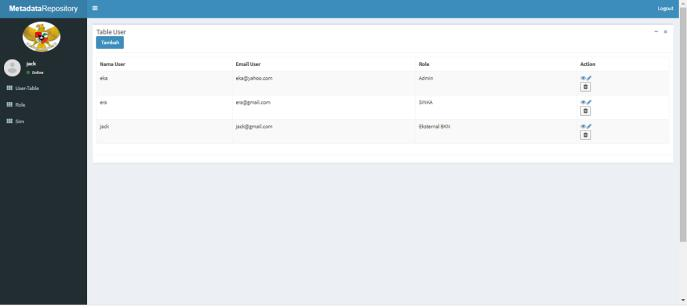 MetadataRepository
Logout
jack
Online
User-Table
Role
Sim
Table User
Tambah
Nama User Email User Role Action
eka eka@yahoo.com Admin
era era@gmail.com SINKA
jack jack@gmail.com Eksternal BKN